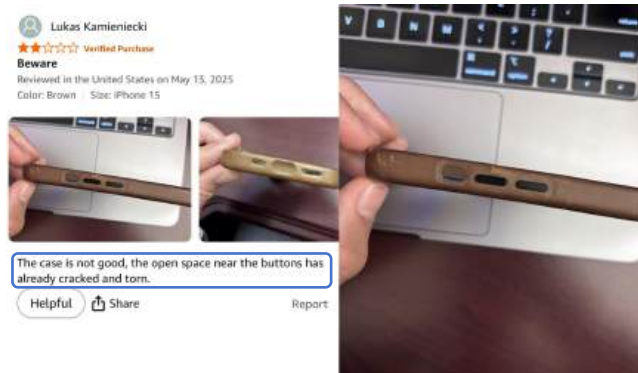 Lukas Kamieniecki
Verified Purchase
Beware
Reviewed in the United States on May 13, 2025
Color: Brown | Size: iPhone 15
The case is not good, the open space near the buttons has
already cracked and torn.
Helpful
Share
Report
V B N M
command option